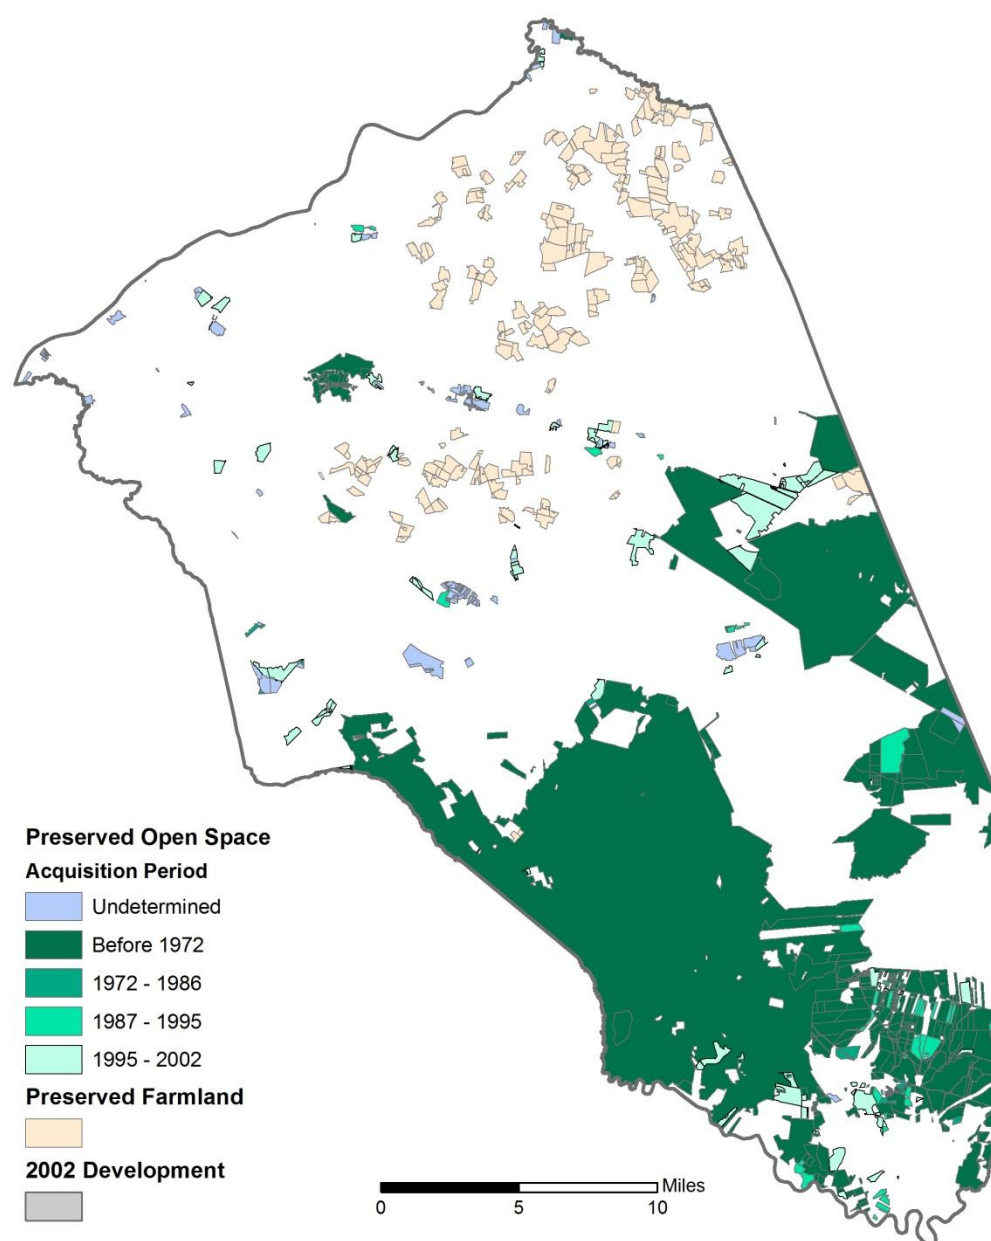 Preserved Open Space
Acquisition Period
Undetermined
Before 1972
1972 - 1986
1987 - 1995
1995 - 2002
Preserved Farmland
2002 Development
Miles
0 5 10